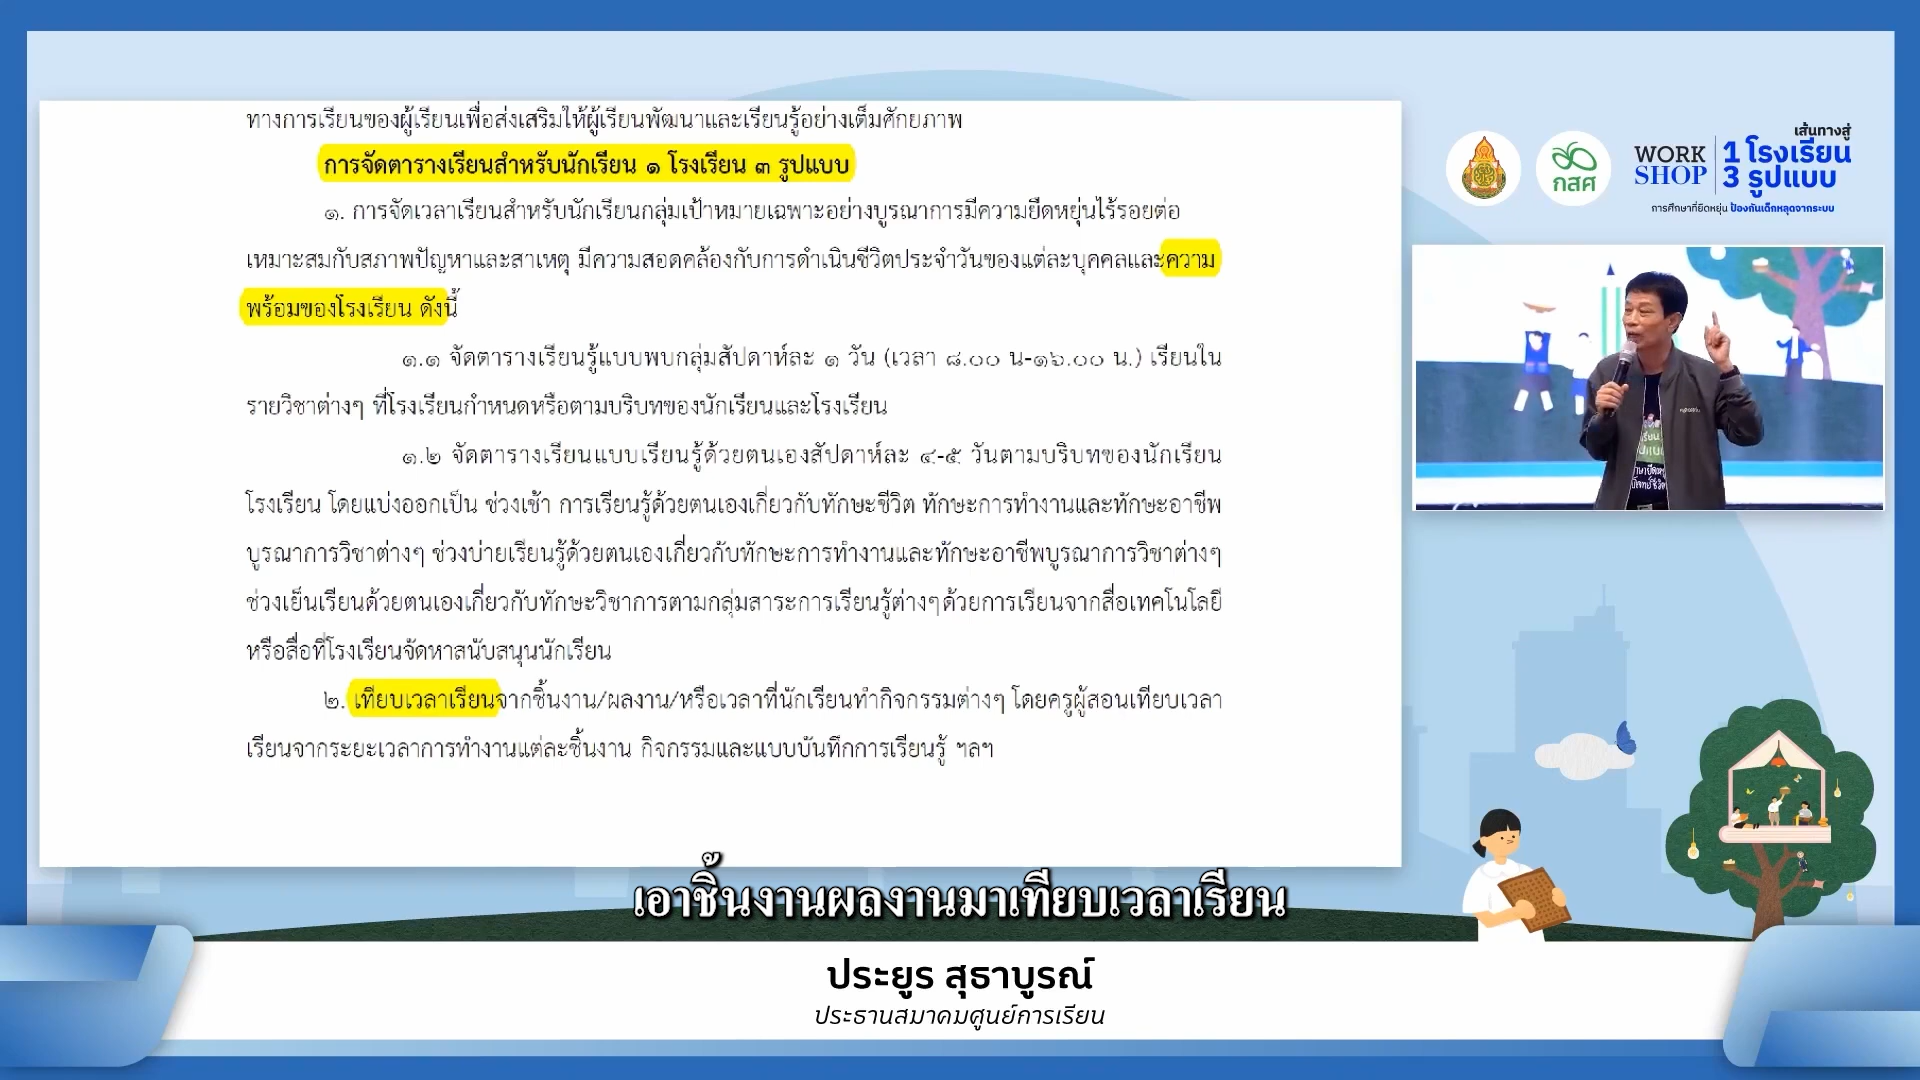 ทางการเรียนของผู้เรียนเพื่อส่งเสริมให้ผู้เรียนพัฒนาและเรียนรู้อย่างเต็มศักยภาพ
การจัดตารางเรียนสำหรับนักเรียน ๑ โรงเรียน ๓ รูปแบบ
๑. การจัดเวลาเรียนสำหรับนักเรียนกลุ่มเป้าหมายเฉพาะอย่างบูรณาการมีความยืดหยุ่นไร้รอยต่อ
เหมาะสมกับสภาพปัญหาและสาเหตุ มีความสอดคล้องกับการดำเนินชีวิตประจำวันของแต่ละบุคคลและความ
พร้อมของโรงเรียน ดังนี้
๑.๑ จัดตารางเรียนรู้แบบพบกลุ่มสัปดาห์ละ ๑ วัน (เวลา ๘.๐๐ น-๑๖.๐๐ น.) เรียนใน
รายวิชาต่างๆ ที่โรงเรียนกำหนดหรือตามบริบทของนักเรียนและโรงเรียน
๑.๒ จัดตารางเรียนแบบเรียนรู้ด้วยตนเองสัปดาห์ละ ๔-๕ วันตามบริบทของนักเรียน
โรงเรียน โดยแบ่งออกเป็น ช่วงเช้า การเรียนรู้ด้วยตนเองเกี่ยวกับทักษะชีวิต ทักษะการทำงานและทักษะอาชีพ
บูรณาการวิชาต่างๆ ช่วงบ่ายเรียนรู้ด้วยตนเองเกี่ยวกับทักษะการทำงานและทักษะอาชีพบูรณาการวิชาต่างๆ
ช่วงเย็นเรียนด้วยตนเองเกี่ยวกับทักษะวิชาการตามกลุ่มสาระการเรียนรู้ต่างๆด้วยการเรียนจากสื่อเทคโนโลยี
หรือสื่อที่โรงเรียนจัดหาสนับสนุนนักเรียน
๒. เทียบเวลาเรียนจากชิ้นงาน/ผลงาน/หรือเวลาที่นักเรียนทำกิจกรรมต่างๆ โดยครูผู้สอนเทียบเวลา
เรียนจากระยะเวลาการทำงานแต่ละชิ้นงาน กิจกรรมและแบบบันทึกการเรียนรู้ ฯลฯ
กสศ
WORK
SHOP
เส้นทางสู่
1 โรงเรียน
3 รูปแบบ
การศึกษาที่ยืดหยุ่น ป้องกันเด็กหลุดจากระบบ
เอาชิ้นงานผลงานมาเทียบเวลาเรียน
ประยูร สุธาบูรณ์
ประธานสมาคมศูนย์การเรียน